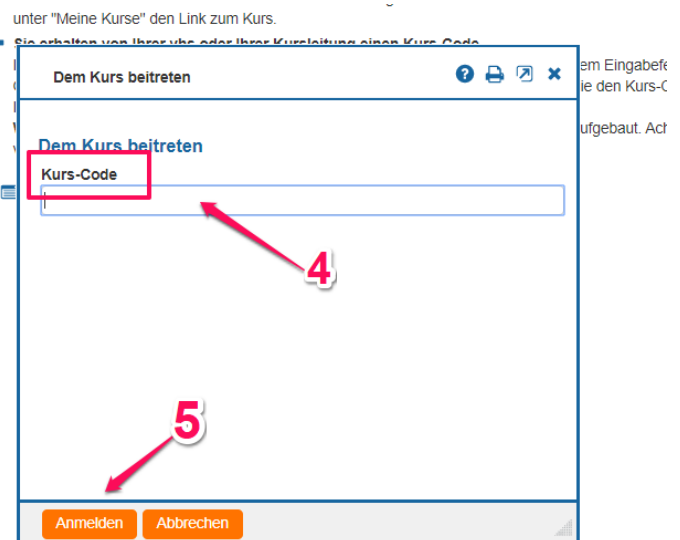 unter "Meine Kurse" den Link zum Kurs.
Sie erhalten von Ihrer vhs oder Ihrer Kursleitung einen Kurs-Code
Dem Kurs beitreten
em Eingabefe
ie den Kurs-C
ufgebaut. Ach
Dem Kurs beitreten
Kurs-Code
4
5
Anmelden Abbrechen